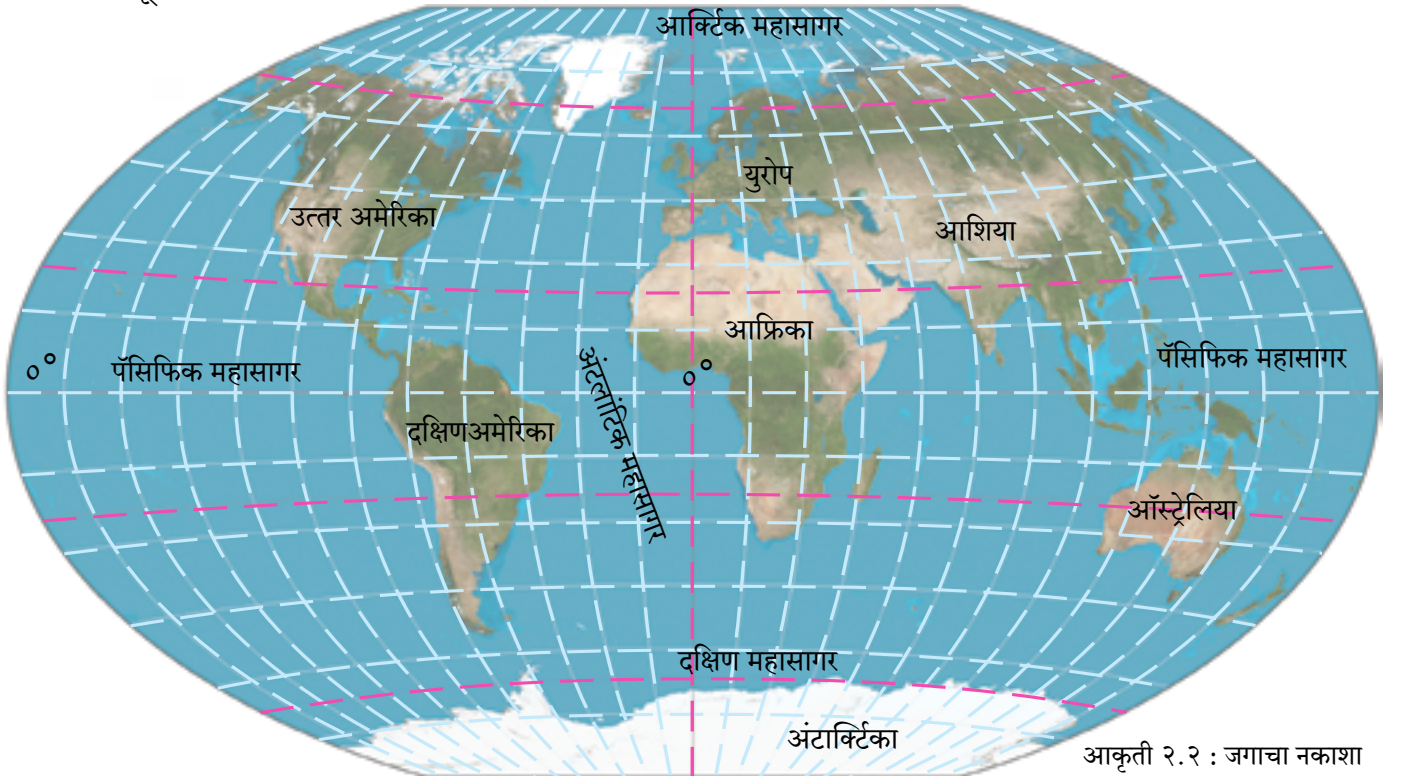 आर्क्टिक महासागर
युरोप
उत्तर अमेरिका
आशिया
आफ्रिका
०°
पॅसिफिक महासागर
अटलांटिक महासागर
०°
पॅसिफिक महासागर
दक्षिणअमेरिका
ऑस्ट्रेलिया
दक्षिण महासागर
अंटार्क्टिका
आकृती २.२ : जगाचा नकाशा